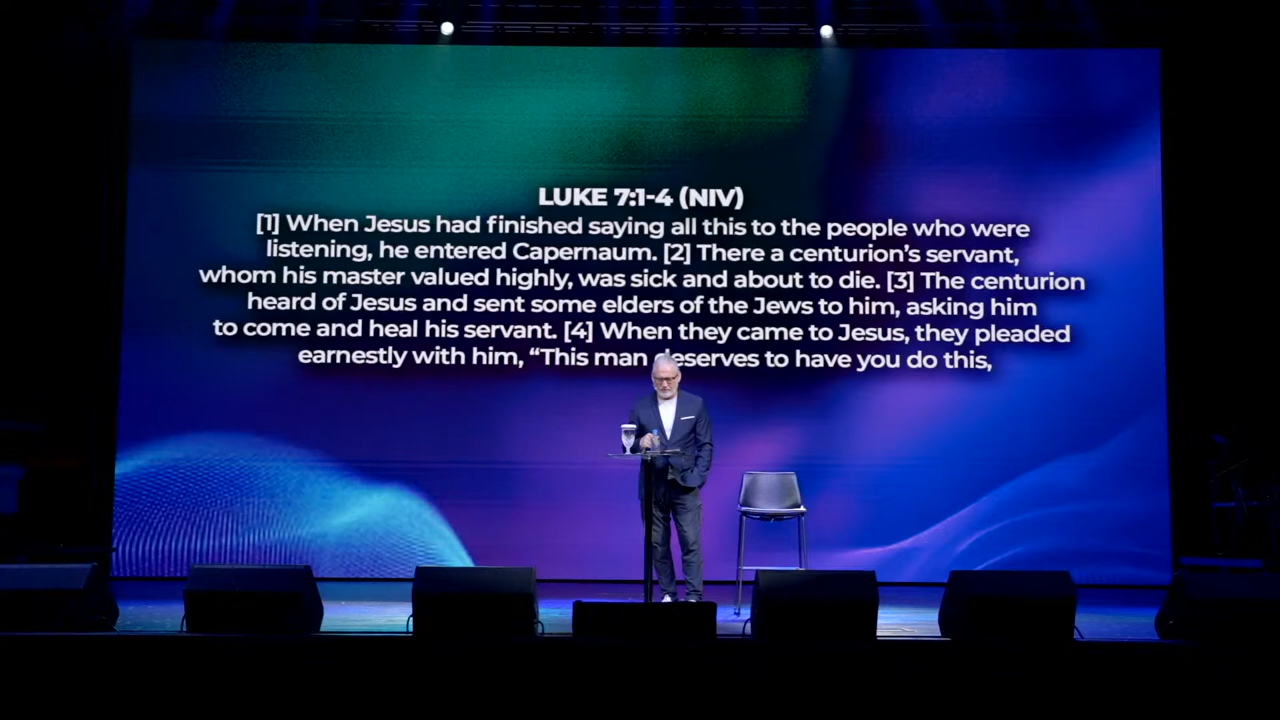 LUKE 7:1-4 (NIV)
[1] When Jesus had finished saying all this to the people who were
listening, he entered Capernaum. [2] There a centurion’s servant,
whom his master valued highly, was sick and about to die. [3] The centurion
heard of Jesus and sent some elders of the Jews to him, asking him
to come and heal his servant. [4] When they came to Jesus, they pleaded
earnestly with him, “This man deserves to have you do this,